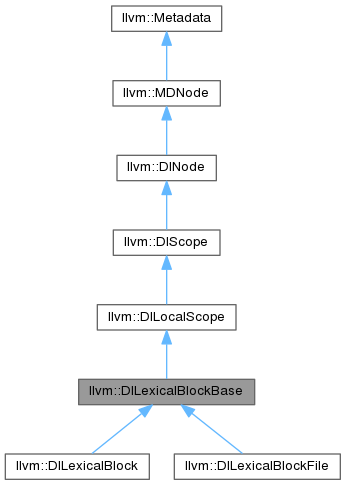 llvm::Metadata
llvm::MDNode
llvm::DINode
llvm::DIScope
llvm::DILocalScope
llvm::DILexicalBlockBase
llvm::DILexicalBlock
llvm::DILexicalBlockFile